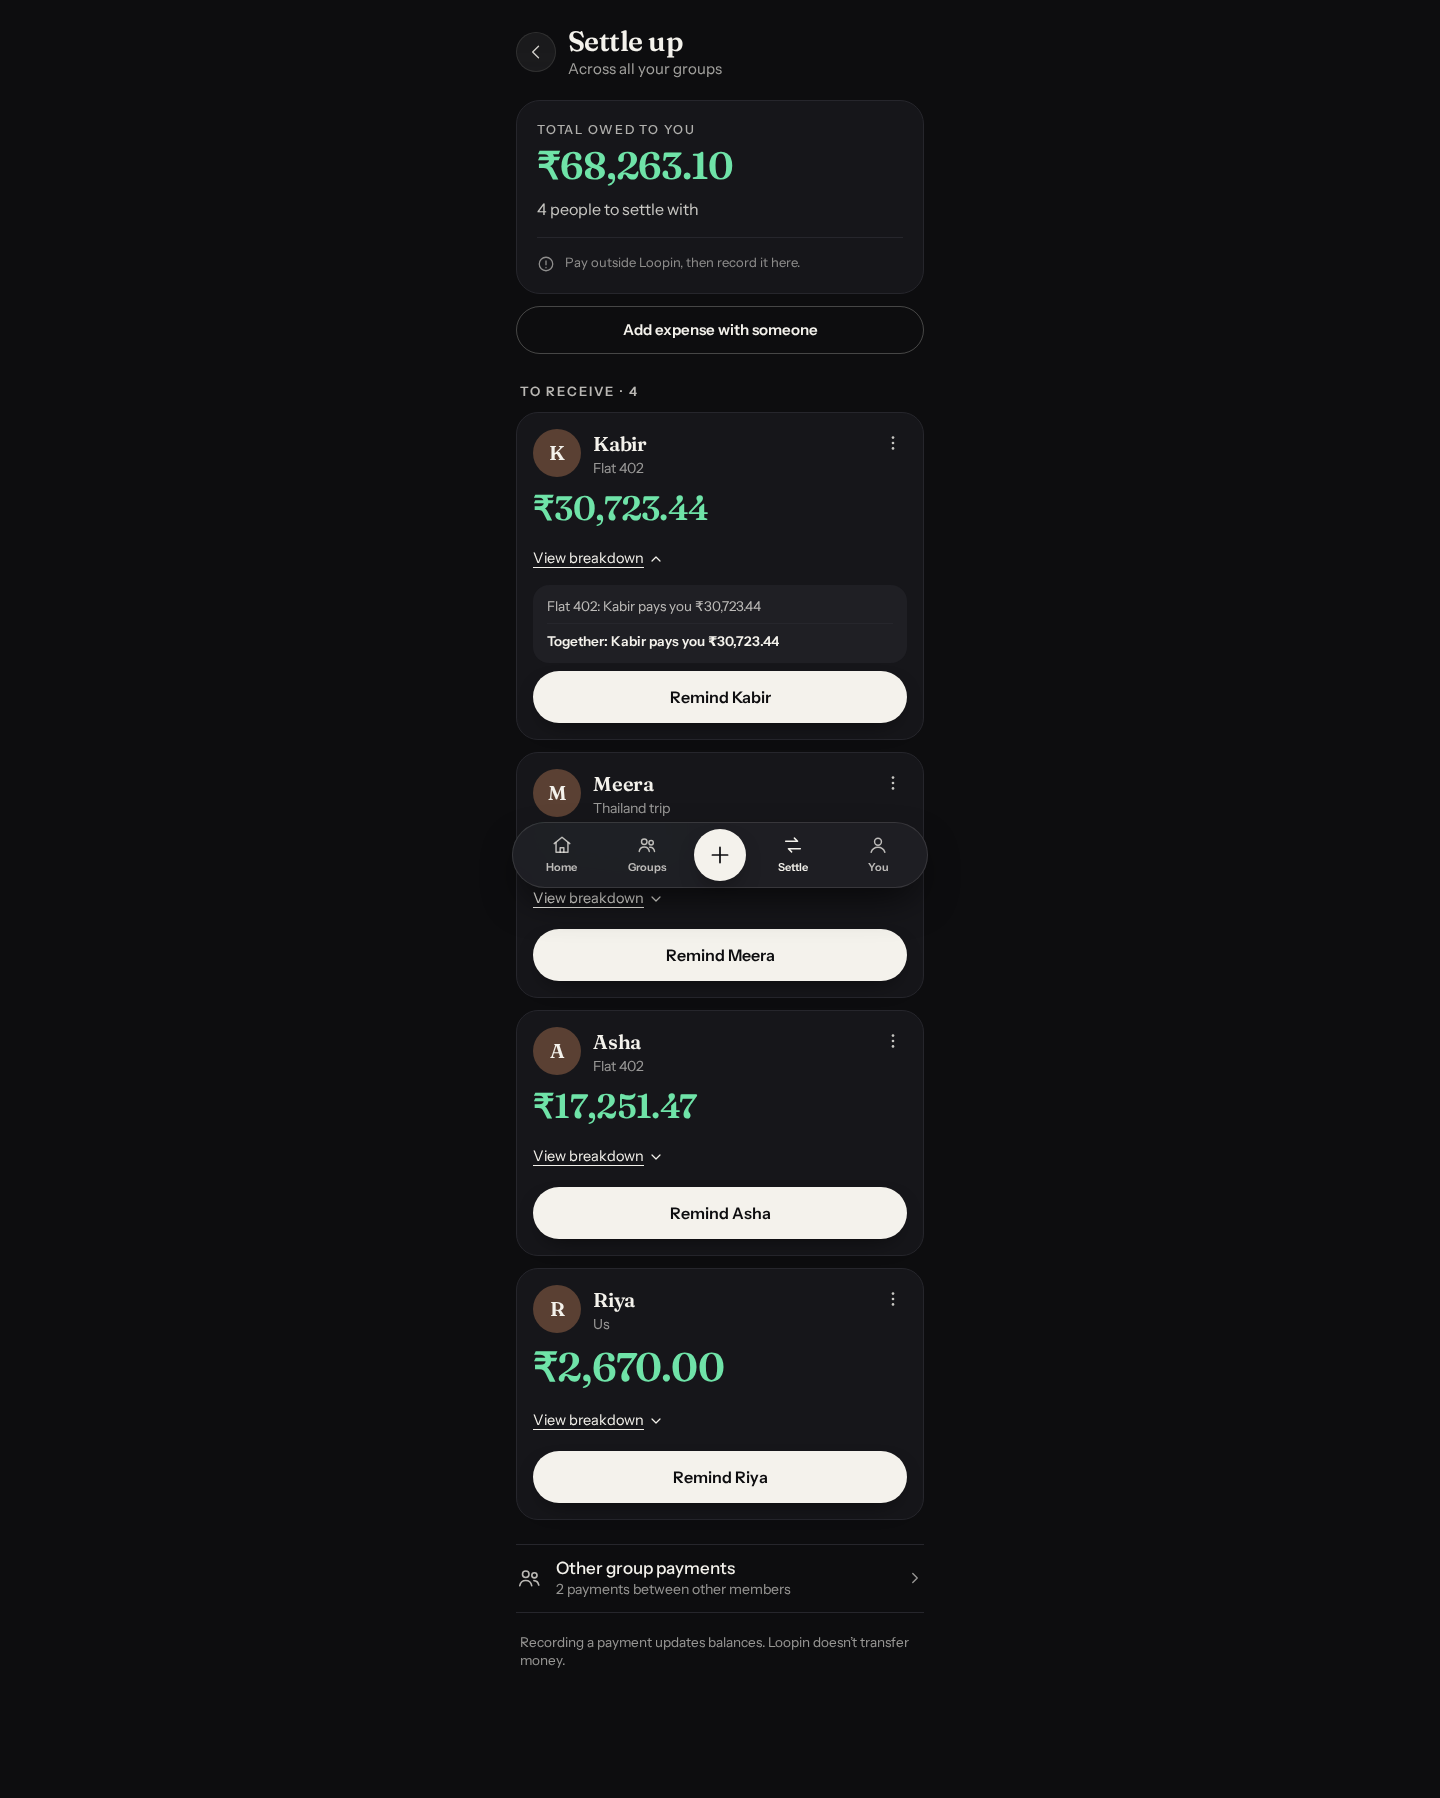 Settle up
Across all your groups
TOTAL OWED TO YOU
₹68,263.10
4 people to settle with
Pay outside Loopin, then record it here.
Add expense with someone
TO RECEIVE · 4
K
Kabir
Flat 402
₹30,723.44
View breakdown
Flat 402: Kabir pays you ₹30,723.44
Together: Kabir pays you ₹30,723.44
Remind Kabir
M
Meera
Thailand trip
Home
Groups
Settle
You
View breakdown
Remind Meera
A
Asha
Flat 402
₹17,251.47
View breakdown
Remind Asha
R
Riya
Us
₹2,670.00
View breakdown
Remind Riya
Other group payments
2 payments between other members
Recording a payment updates balances. Loopin doesn't transfer
money.